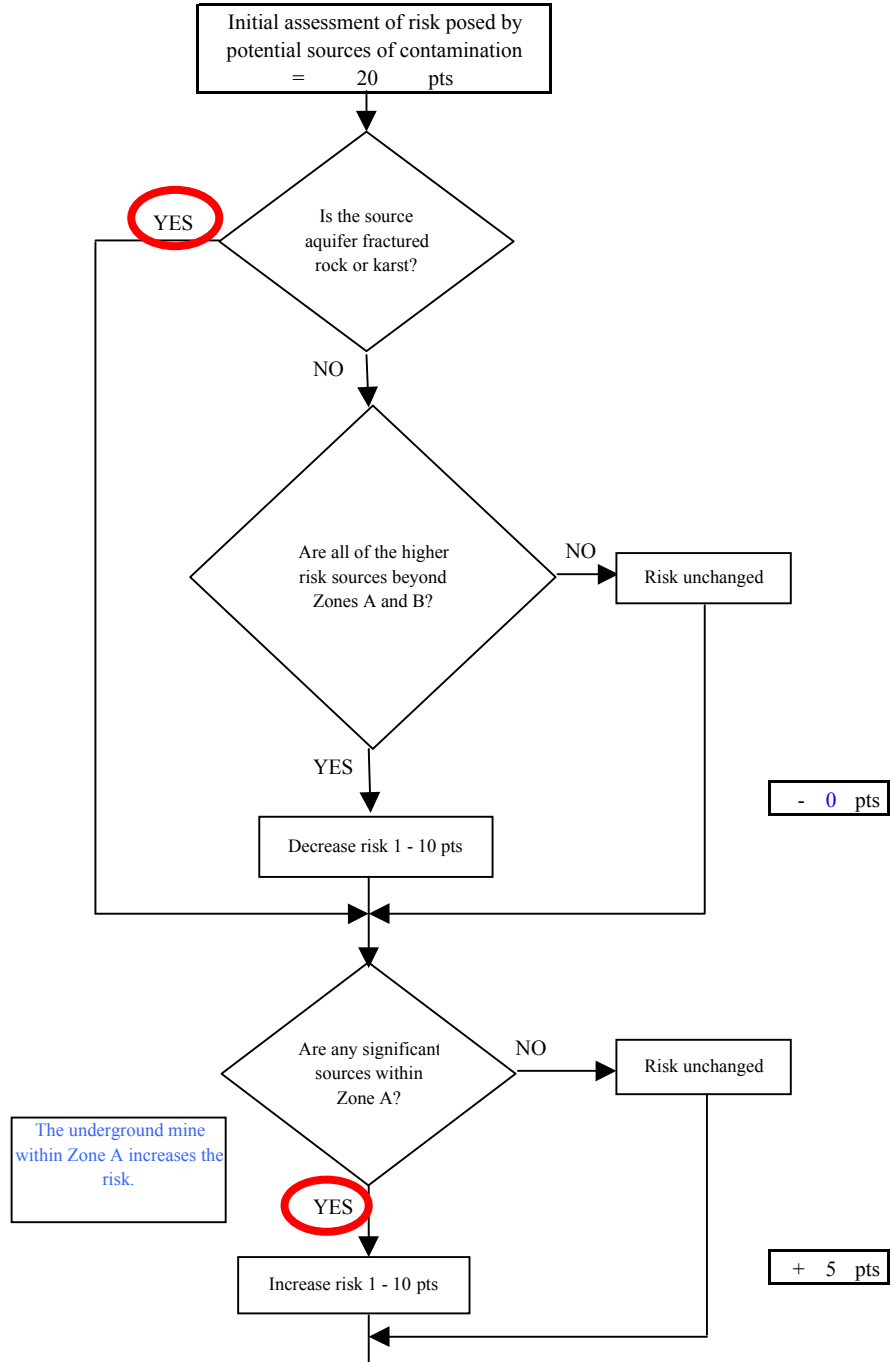 Initial assessment of risk posed by
potential sources of contamination
= 20 pts
YES
Is the source
aquifer fractured
rock or karst?
NO
Are all of the higher
risk sources beyond
Zones A and B?
NO
Risk unchanged
YES
- 0 pts
Decrease risk 1 - 10 pts
Are any significant
sources within
Zone A?
NO
Risk unchanged
The underground mine
within Zone A increases the
risk.
YES
+ 5 pts
Increase risk 1 - 10 pts